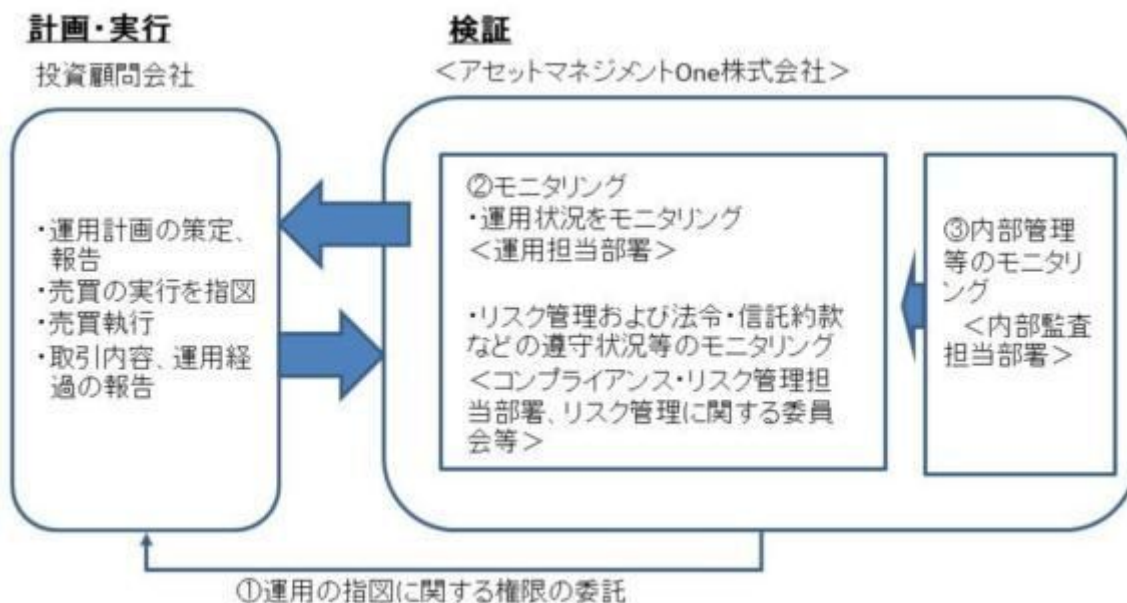 計画・実行
投資顧問会社
・運用計画の策定、
報告
・売買の実行を指図
・売買執行
・取引内容、運用経
過の報告
検証
＜アセットマネジメントOne株式会社＞
②モニタリング
・運用状況をモニタリング
＜運用担当部署＞
・リスク管理および法令・信託約款
などの遵守状況等のモニタリング
＜コンプライアンス・リスク管理担
当部署、リスク管理に関する委員
会等＞
③内部管理
等のモニタリ
ング
＜内部監査
担当部署＞
①運用の指図に関する権限の委託